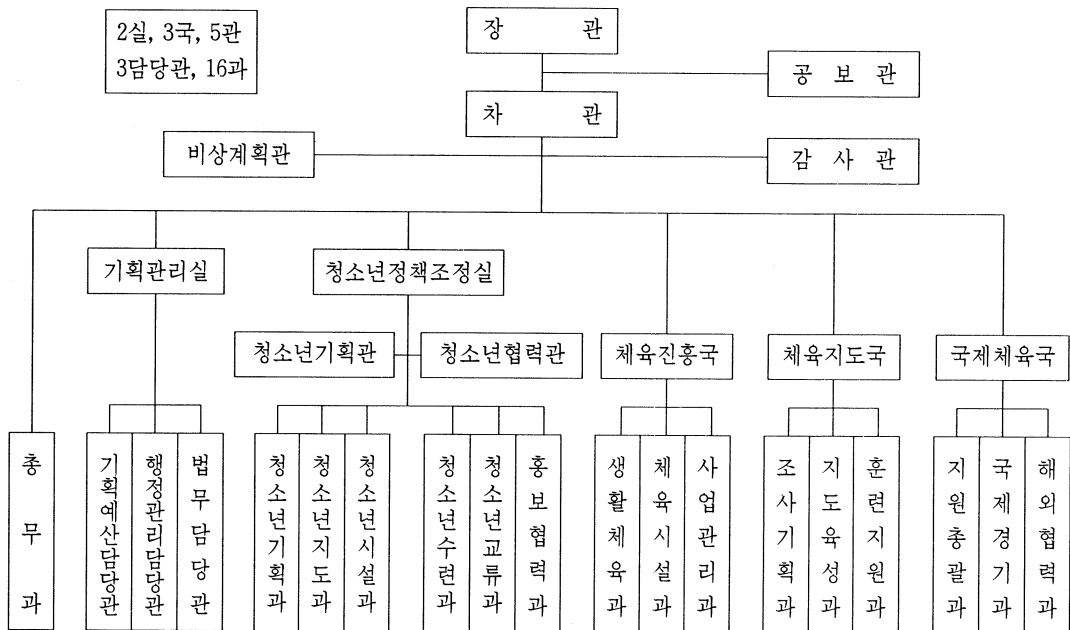 2실, 3국, 5관
3담당관, 16과
장 관
공 보 관
차 관
비상계획관
감 사 관
기획관리실
청소년정책조정실
청소년기획관
청소년협력관
체육진흥국
체육지도국
국제체육국
총 무 과
기획예산담당관
행정관리담당관
법무담당관
청소년기획과
청소년지도과
청소년시설과
청소년수련과
청소년교류과
홍보협력과
생활체육과
체육시설과
사업관리과
조사기획과
지도육성과
훈련지원과
지원총괄과
국제경기과
해외협력과